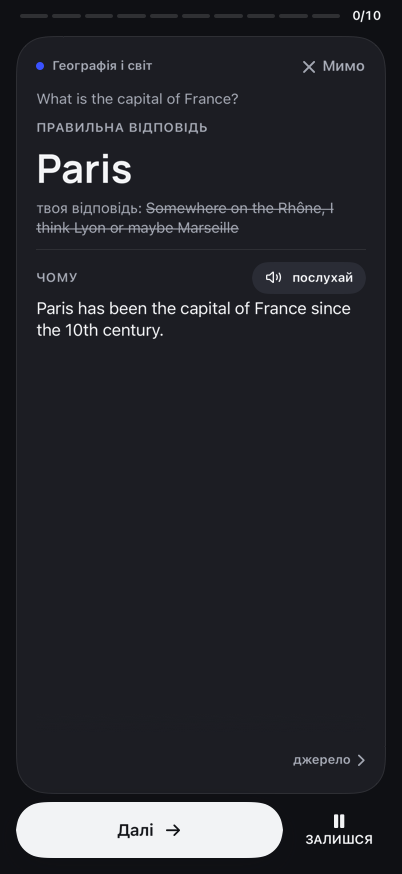 0/10
Географія і світ
Мимо
What is the capital of France?
ПРАВИЛЬНА ВІДПОВІДЬ
Paris
твоя відповідь: Somewhere on the Rhône, I
think Lyon or maybe Marseille
ЧОМУ
послухай
Paris has been the capital of France since
the 10th century.
джерело
Далі
ЗАЛИШСЯ